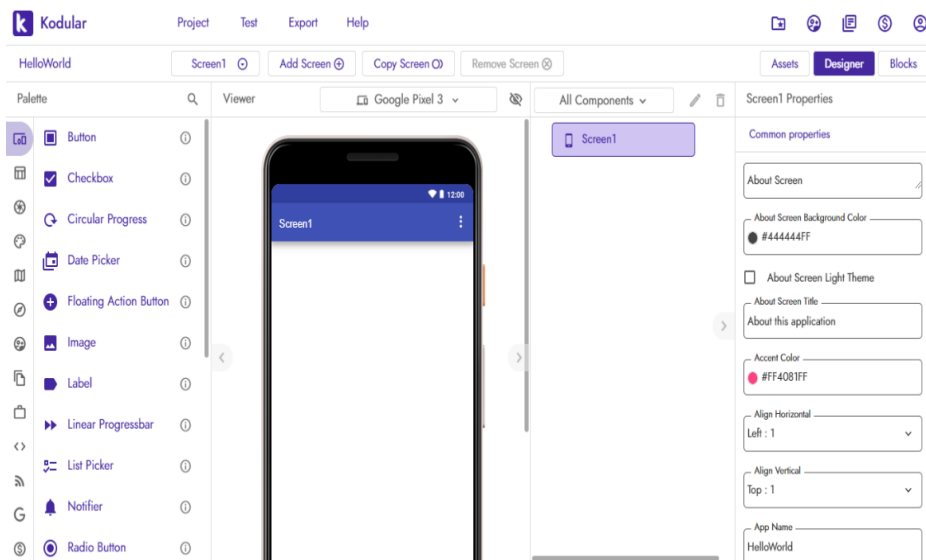 Kodular Project Test Export Help
HelloWorld Screen1 Add Screen Copy Screen Remove Screen Assets Designer Blocks
Palette Viewer Google Pixel 3 All Components Screen1 Properties
Button
Checkbox
Circular Progress
Date Picker
Floating Action Button
Image
Label
Linear Progressbar
List Picker
Notifier
Radio Button
12:00
Screen1
Screen1
Common properties
About Screen
About Screen Background Color
#444444FF
About Screen Light Theme
About Screen Title
About this application
Accent Color
#FF4081FF
Align Horizontal
Left : 1
Align Vertical
Top : 1
App Name
HelloWorld